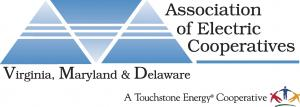 Association
of Electric
Cooperatives
Virginia, Maryland & Delaware
A Touchstone Energy® Cooperative